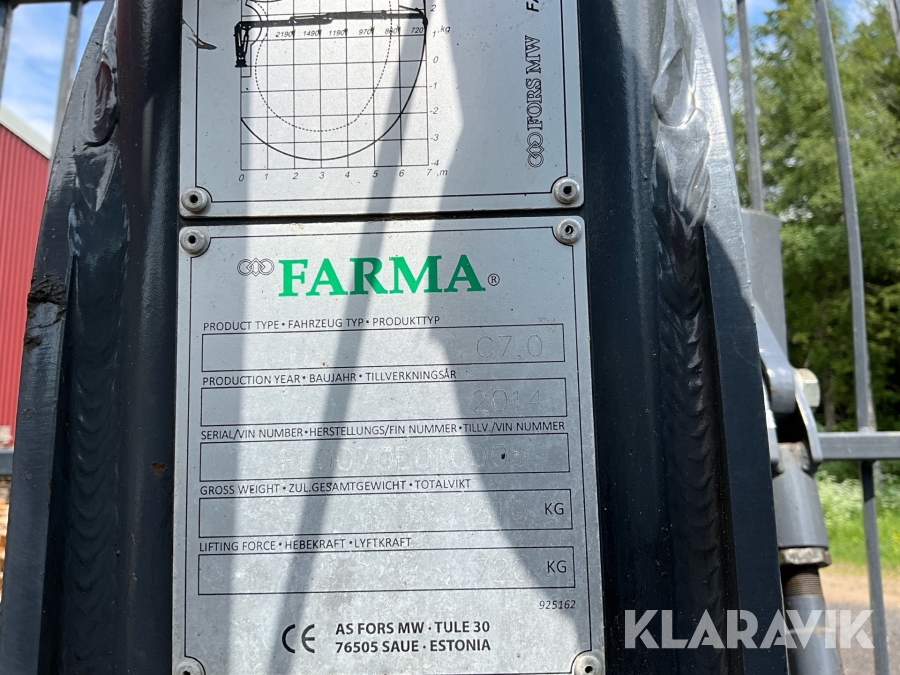 2190 1490 1190 970 860 720 kg
1
0
-1
-2
-3
-4
0 1 2 3 4 5 6 7 ,m
FORS MW
FARMA®
PRODUCT TYPE • FAHRZEUG TYP • PRODUKTTYP
C7.0
PRODUCTION YEAR • BAUJAHR • TILLVERKNINGSÅR
2014
SERIAL/VIN NUMBER • HERSTELLUNGS/FIN NUMMER • TILLV./VIN NUMMER
GROSS WEIGHT • ZUL.GESAMTGEWICHT • TOTALVIKT
KG
LIFTING FORCE • HEBEKRAFT • LYFTKRAFT
KG
925162
CE AS FORS MW • TULE 30
76505 SAUE • ESTONIA
KLARAVIK